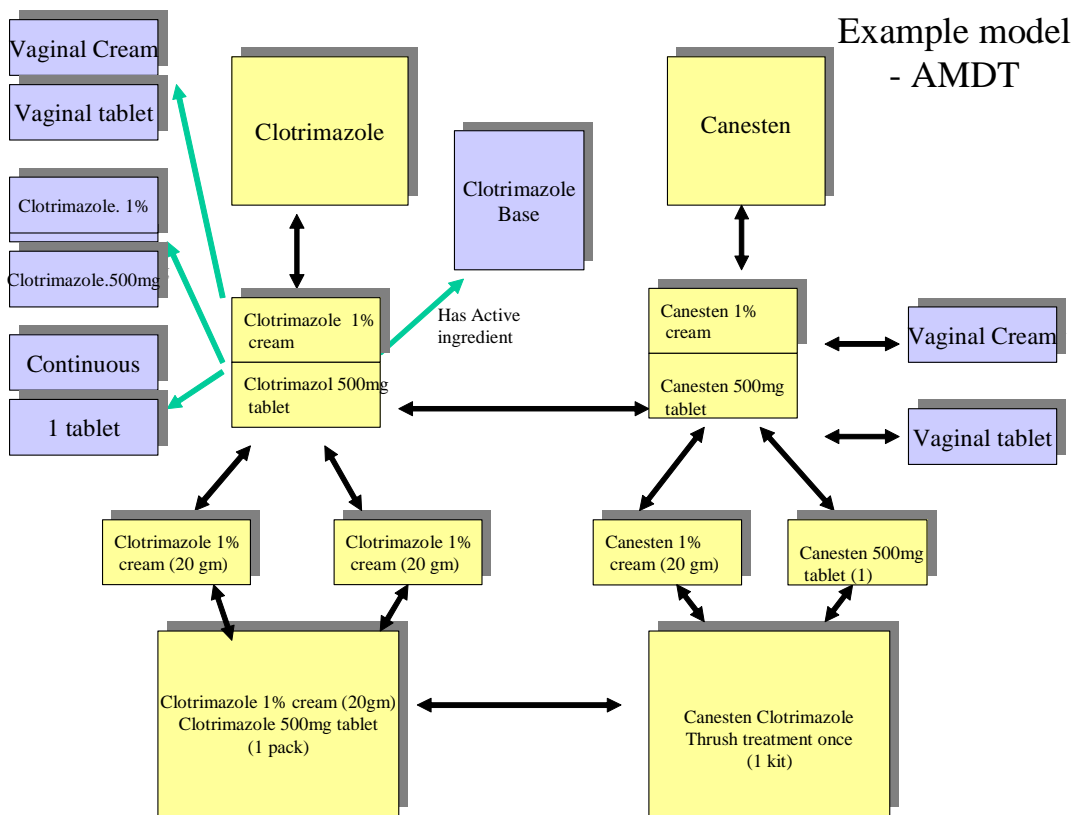 Example model
- AMDT
Vaginal Cream
Vaginal tablet
Clotrimazole
Canesten
Clotrimazole
Base
Clotrimazole. 1%
Clotrimazole.500mg
Continuous
1 tablet
Clotrimazole 1%
cream
Clotrimazol 500mg
tablet
Has Active
ingredient
Canesten 1%
cream
Canesten 500mg
tablet
Vaginal Cream
Vaginal tablet
Clotrimazole 1%
cream (20 gm)
Clotrimazole 1%
cream (20 gm)
Canesten 1%
cream (20 gm)
Canesten 500mg
tablet (1)
Clotrimazole 1% cream (20gm)
Clotrimazole 500mg tablet
(1 pack)
Canesten Clotrimazole
Thrush treatment once
(1 kit)